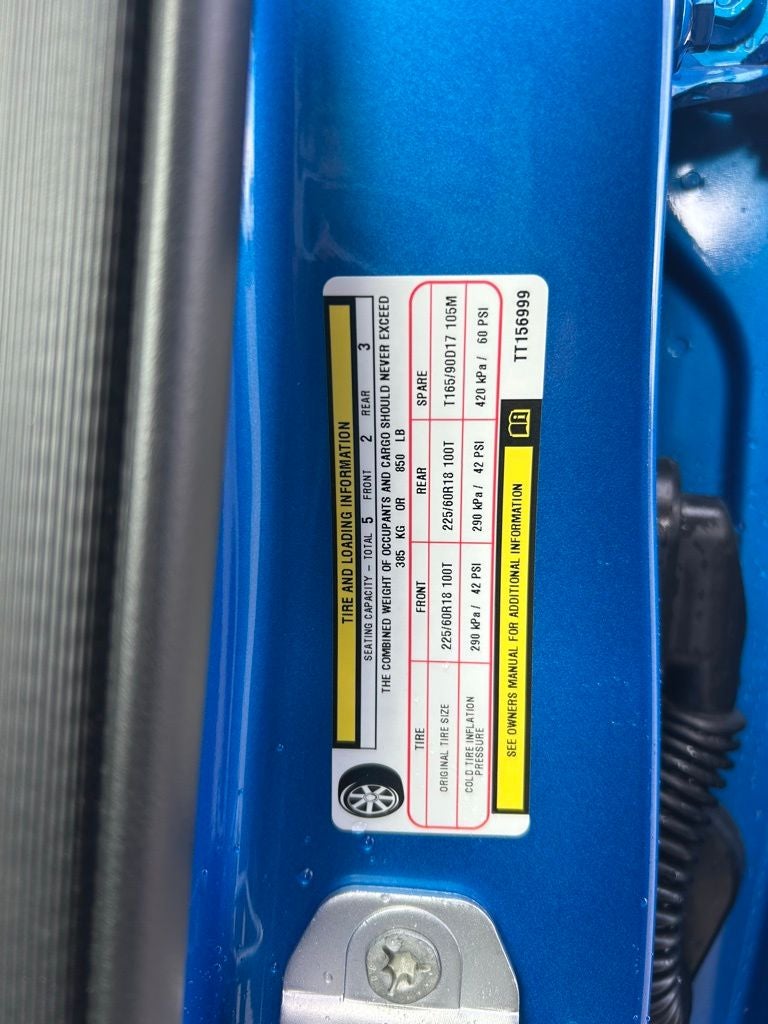 TIRE AND LOADING INFORMATION
SEATING CAPACITY - TOTAL 5 FRONT 2 REAR 3
THE COMBINED WEIGHT OF OCCUPANTS AND CARGO SHOULD NEVER EXCEED
385 KG OR 850 LB
TIRE FRONT REAR SPARE
ORIGINAL TIRE SIZE 225/60R18 100T 225/60R18 100T T165/90D17 105M
COLD TIRE INFLATION PRESSURE 290 kPa / 42 PSI 290 kPa / 42 PSI 420 kPa / 60 PSI
SEE OWNERS MANUAL FOR ADDITIONAL INFORMATION
TT156999